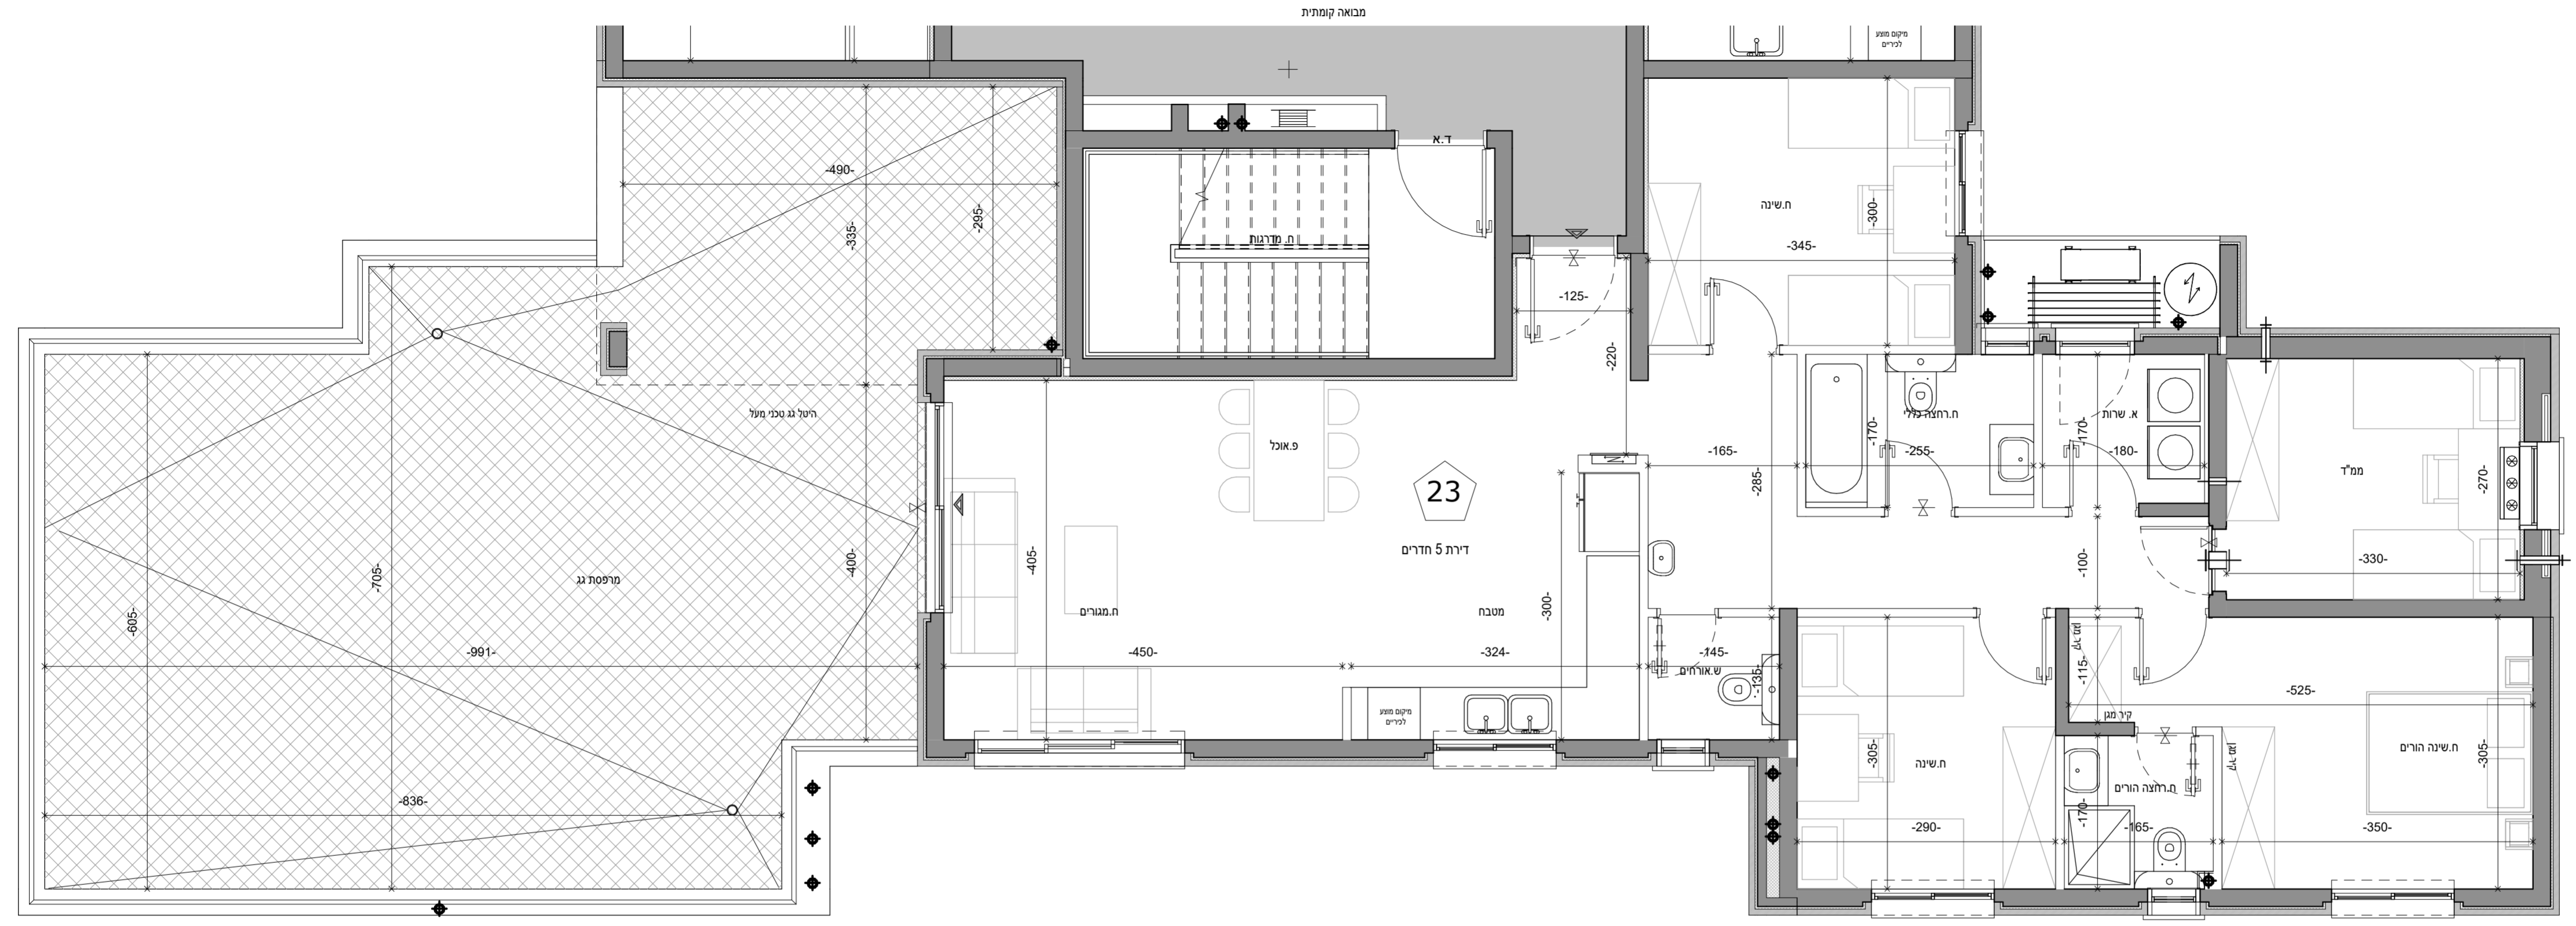 מבואה קומתית
מיקום מוצע
לכיריים
ד.א
-490-
-335-
-295-
ח. מדרגות
ח.שינה
-300-
-345-
-125-
-220-
היטל גג טכני מעל
פ.אוכל
ח.רחצה כללי
-170-
-255-
א. שרות
-170-
-180-
-165-
-285-
ממ"ד
-270-
-330-
23
דירת 5 חדרים
-405-
-400-
-705-
-605-
מרפסת גג
-991-
-836-
ח.מגורים
מטבח
-300-
-450-
-324-
-100-
-145-
ש.אורחים
-135-
מיקום מוצע
לכיריים
-115-
קיר מגן
-525-
ח.שינה
-305-
-290-
ח.רחצה הורים
-170-
-165-
ח.שינה הורים
-305-
-350-